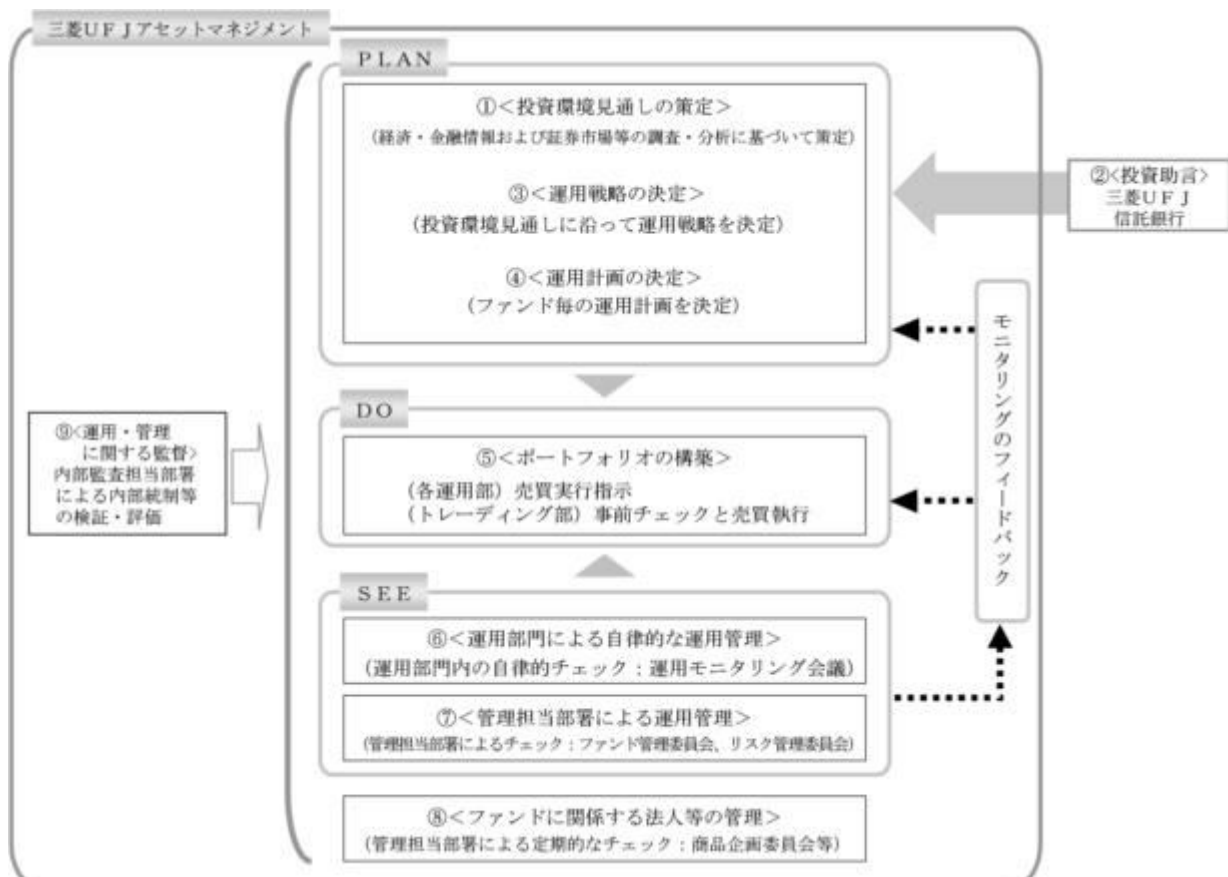 三菱UFJアセットマネジメント
PLAN
①<投資環境見通しの策定>
(経済・金融情報および証券市場等の調査・分析に基づいて策定)
③<運用戦略の決定>
(投資環境見通しに沿って運用戦略を決定)
④<運用計画の決定>
(ファンド毎の運用計画を決定)
②<投資助言>
三菱UFJ
信託銀行
モニタリングのフィードバック
DO
⑤<ポートフォリオの構築>
(各運用部)売買実行指示
(トレーディング部)事前チェックと売買執行
⑨<運用・管理
に関する監督>
内部監査担当部署
による内部統制等
の検証・評価
SEE
⑥<運用部門による自律的な運用管理>
(運用部門内の自律的チェック:運用モニタリング会議)
⑦<管理担当部署による運用管理>
(管理担当部署によるチェック:ファンド管理委員会、リスク管理委員会)
⑧<ファンドに関係する法人等の管理>
(管理担当部署による定期的なチェック:商品企画委員会等)